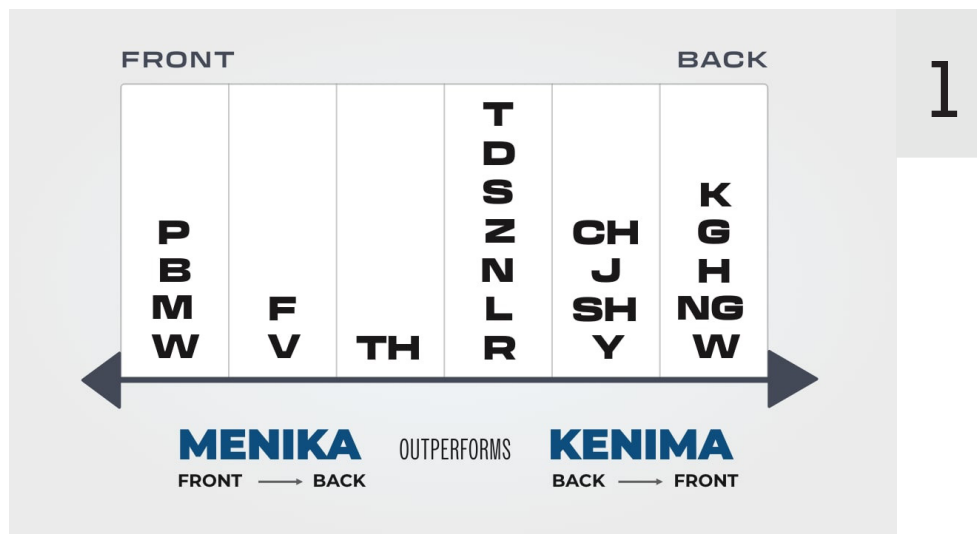 FRONT BACK
1
P
B
M
W
F
V
TH
T
D
S
Z
N
L
R
CH
J
SH
Y
K
G
H
NG
W
MENIKA OUTPERFORMS KENIMA
FRONT → BACK BACK → FRONT